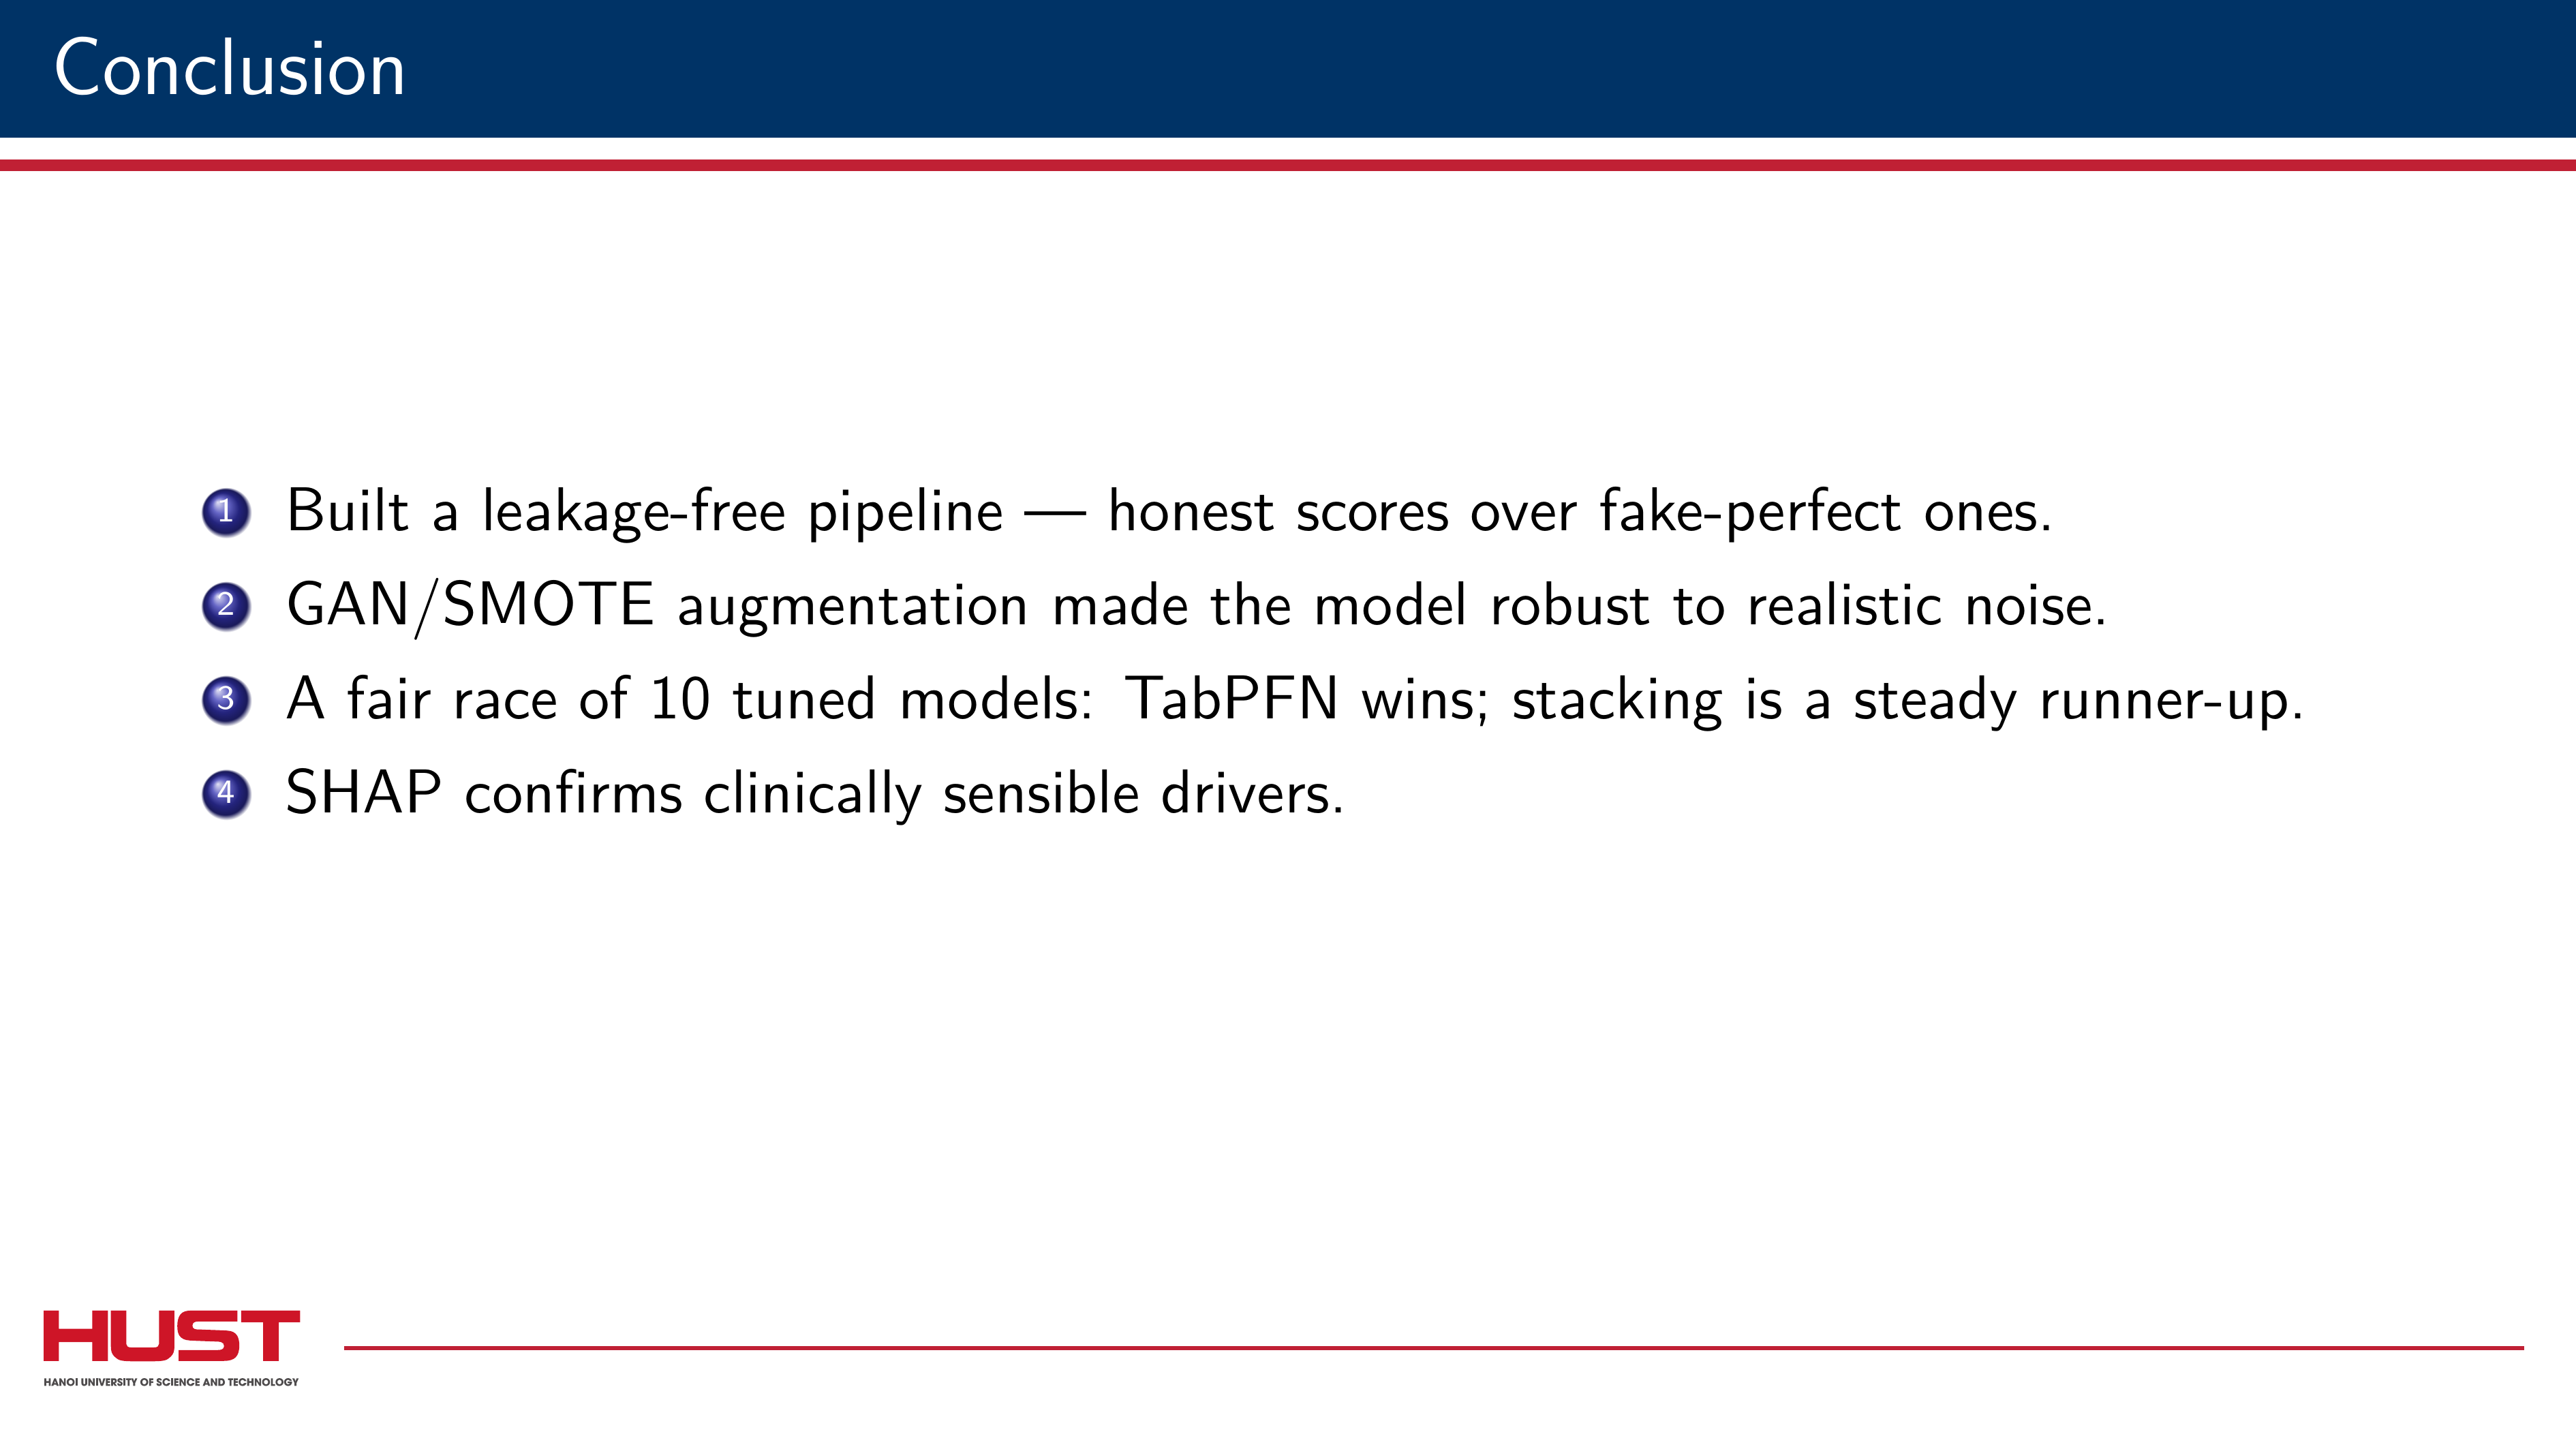 Conclusion
1 Built a leakage-free pipeline — honest scores over fake-perfect ones.
2 GAN/SMOTE augmentation made the model robust to realistic noise.
3 A fair race of 10 tuned models: TabPFN wins; stacking is a steady runner-up.
4 SHAP confirms clinically sensible drivers.
HUST
HANOI UNIVERSITY OF SCIENCE AND TECHNOLOGY